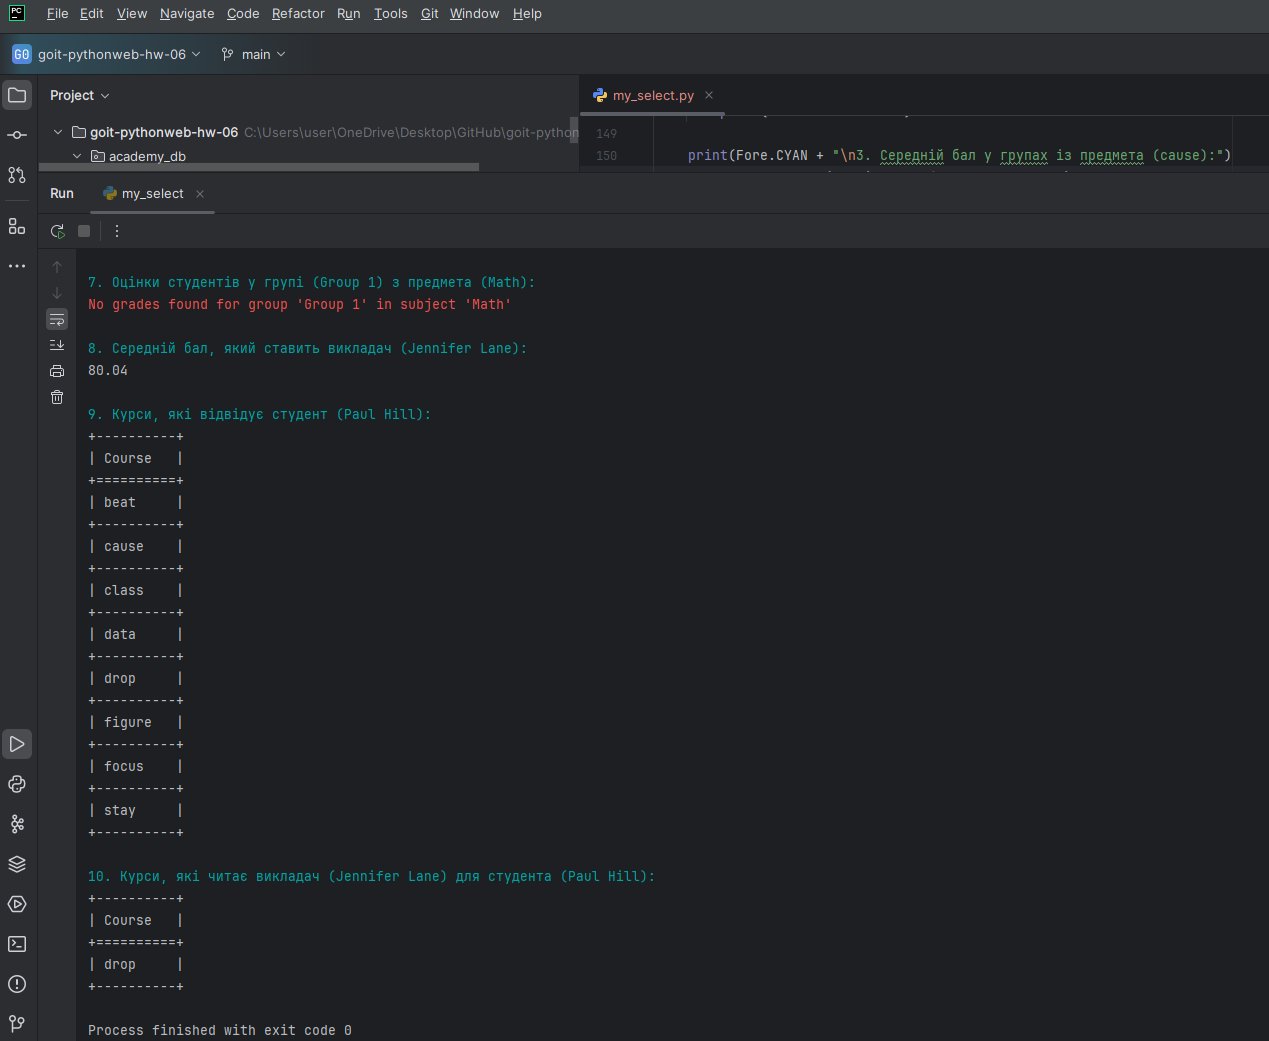 PC
File Edit View Navigate Code Refactor Run Tools Git Window Help
GO goit-pythonweb-hw-06 main
Project
my_select.py
goit-pythonweb-hw-06 C:\Users\user\OneDrive\Desktop\GitHub\goit-python
149
academy_db
150 print(Fore.CYAN + "\n3. Середній бал у групах із предмета (cause):")
Run my_select
7. Оцінки студентів у групі (Group 1) з предмета (Math):
No grades found for group 'Group 1' in subject 'Math'
8. Середній бал, який ставить викладач (Jennifer Lane):
80.04
9. Курси, які відвідує студент (Paul Hill):
+----------+
| Course   |
+==========+
| beat     |
+----------+
| cause    |
+----------+
| class    |
+----------+
| data     |
+----------+
| drop     |
+----------+
| figure   |
+----------+
| focus    |
+----------+
| stay     |
+----------+
10. Курси, які читає викладач (Jennifer Lane) для студента (Paul Hill):
+----------+
| Course   |
+==========+
| drop     |
+----------+
Process finished with exit code 0